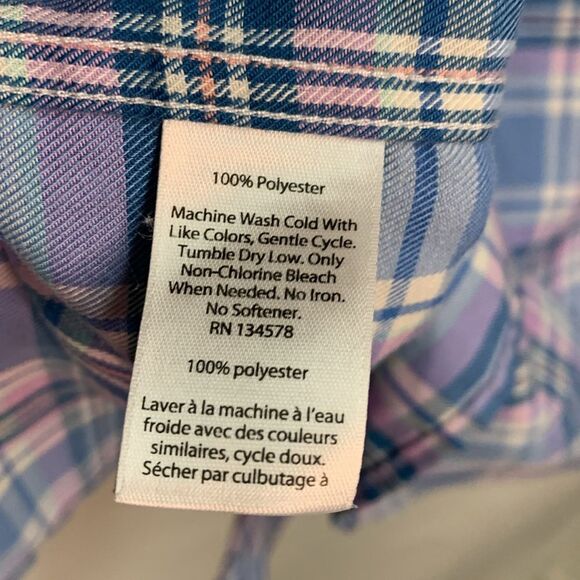 100% Polyester
Machine Wash Cold With
Like Colors, Gentle Cycle.
Tumble Dry Low. Only
Non-Chlorine Bleach
When Needed. No Iron.
No Softener.
RN 134578
100% polyester
Laver à la machine à l'eau
froide avec des couleurs
similaires, cycle doux.
Sécher par culbutage à